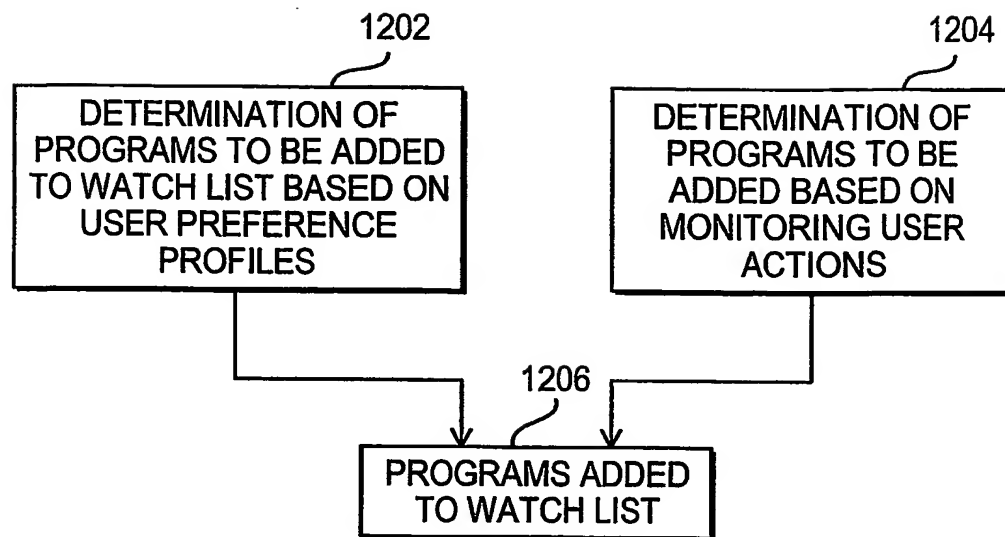 1202
DETERMINATION OF
PROGRAMS TO BE ADDED
TO WATCH LIST BASED ON
USER PREFERENCE
PROFILES
1204
DETERMINATION OF
PROGRAMS TO BE
ADDED BASED ON
MONITORING USER
ACTIONS
1206
PROGRAMS ADDED
TO WATCH LIST